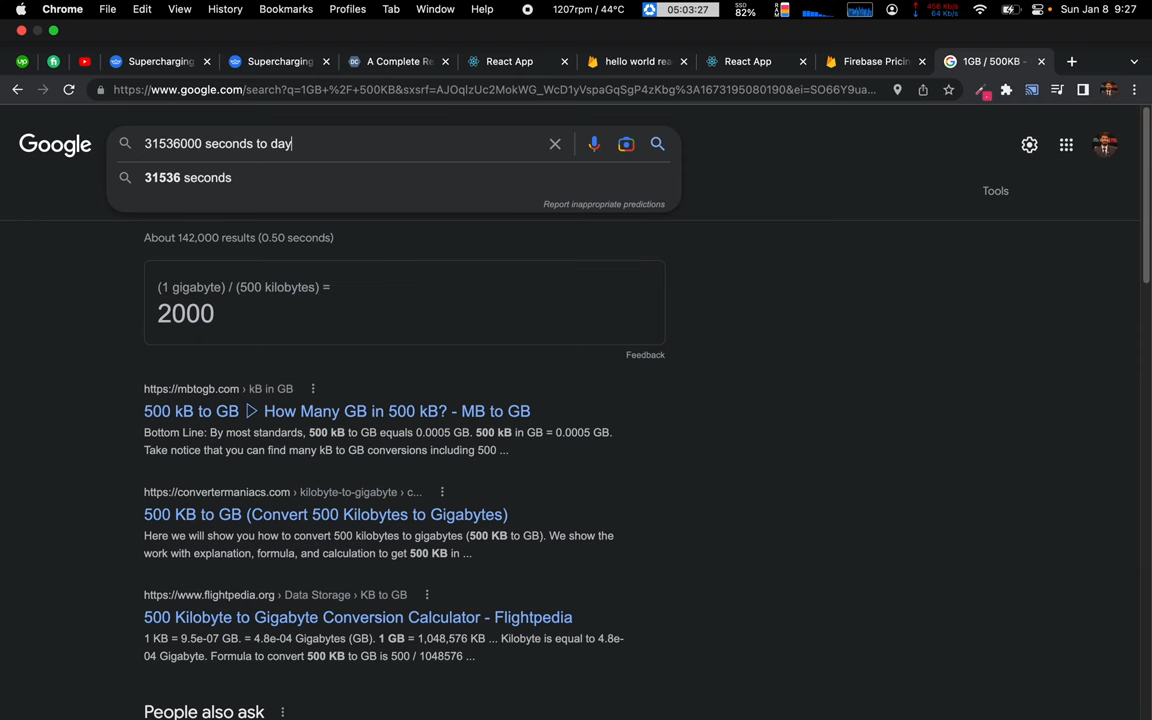 Chrome File Edit View History Bookmarks Profiles Tab Window Help 1207rpm / 44°C 05:03:27 SSD 82% 456 Kb/s 64 Kb/s Sun Jan 8 9:27
up fi Supercharging Supercharging DC A Complete Re React App hello world rea React App Firebase Pricin 1GB / 500KB -
https://www.google.com/search?q=1GB+%2F+500KB&sxsrf=AJOqIzUc2MokWG_WcD1yVspaGqSgP4zKbg%3A1673195080190&ei=SO66Y9ua...
Google
31536000 seconds to day
31536 seconds
Report inappropriate predictions
Tools
About 142,000 results (0.50 seconds)
(1 gigabyte) / (500 kilobytes) =
2000
Feedback
https://mbtogb.com › kB in GB
500 kB to GB ▷ How Many GB in 500 kB? - MB to GB
Bottom Line: By most standards, 500 kB to GB equals 0.0005 GB. 500 kB in GB = 0.0005 GB.
Take notice that you can find many kB to GB conversions including 500 ...
https://convertermaniacs.com › kilobyte-to-gigabyte › c...
500 KB to GB (Convert 500 Kilobytes to Gigabytes)
Here we will show you how to convert 500 kilobytes to gigabytes (500 KB to GB). We show the
work with explanation, formula, and calculation to get 500 KB in ...
https://www.flightpedia.org › Data Storage › KB to GB
500 Kilobyte to Gigabyte Conversion Calculator - Flightpedia
1 KB = 9.5e-07 GB. = 4.8e-04 Gigabytes (GB). 1 GB = 1,048,576 KB ... Kilobyte is equal to 4.8e-
04 Gigabyte. Formula to convert 500 KB to GB is 500 / 1048576 ...
People also ask